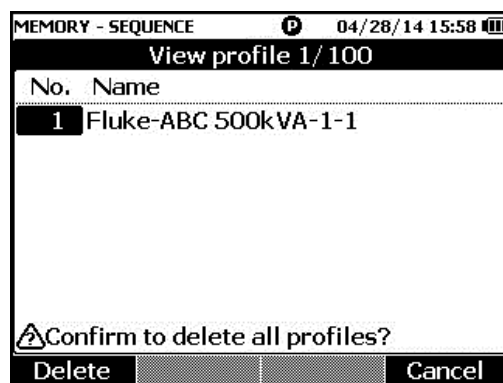 MEMORY - SEQUENCE P 04/28/14 15:58
View profile 1/100
No. Name
1 Fluke-ABC 500kVA-1-1
Confirm to delete all profiles?
Delete Cancel